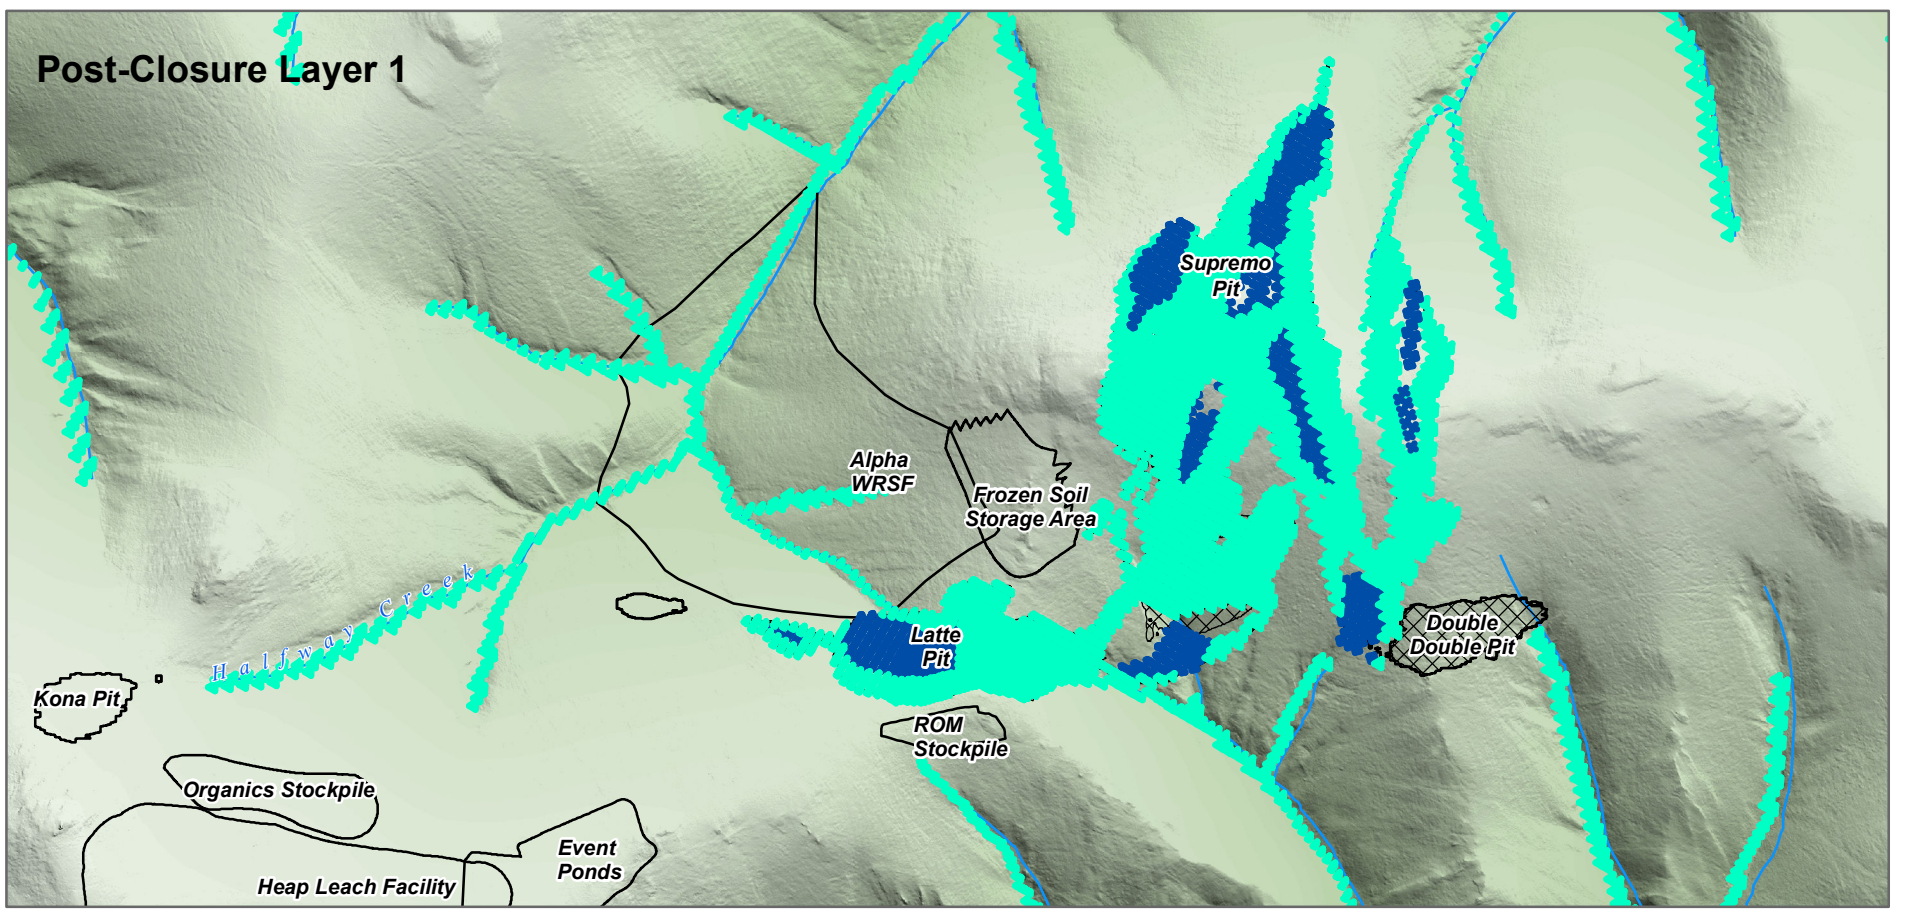 Post-Closure Layer 1
Supremo
Pit
Alpha
WRSF
Frozen Soil
Storage Area
Halfway Creek
Latte
Pit
Double
Double Pit
Kona Pit
ROM
Stockpile
Organics Stockpile
Event
Ponds
Heap Leach Facility